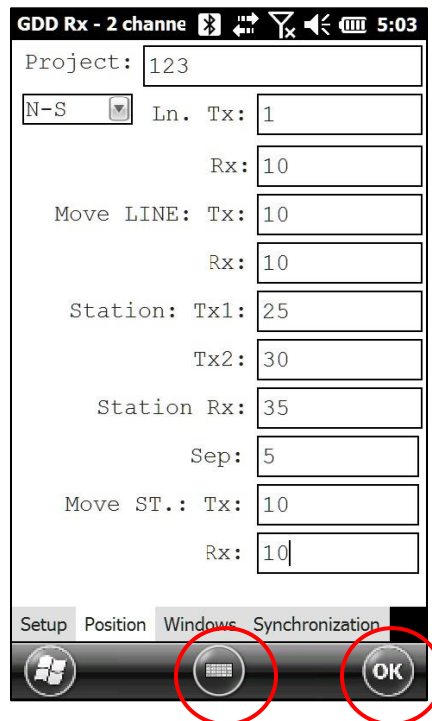 GDD Rx - 2 channe 5:03
Project: 123
N-S Ln. Tx: 1
Rx: 10
Move LINE: Tx: 10
Rx: 10
Station: Tx1: 25
Tx2: 30
Station Rx: 35
Sep: 5
Move ST.: Tx: 10
Rx: 10
Setup Position Windows Synchronization
OK